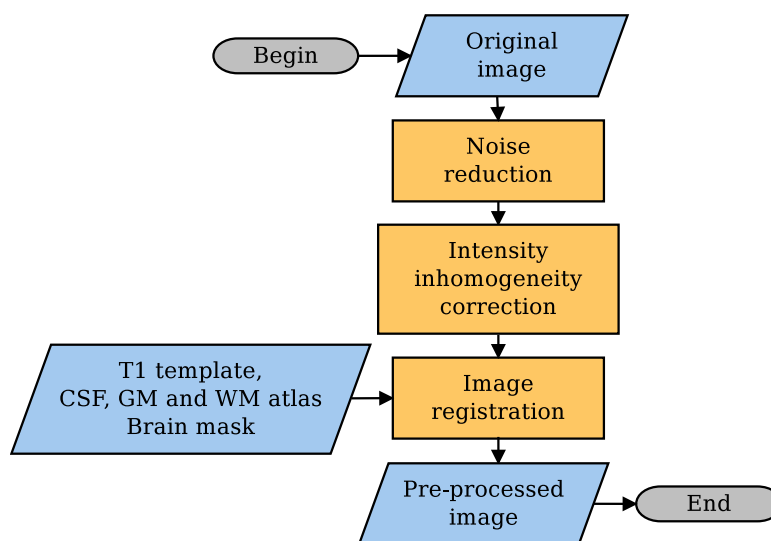 Begin
Original
image
Noise
reduction
Intensity
inhomogeneity
correction
T1 template,
CSF, GM and WM atlas
Brain mask
Image
registration
Pre-processed
image
End